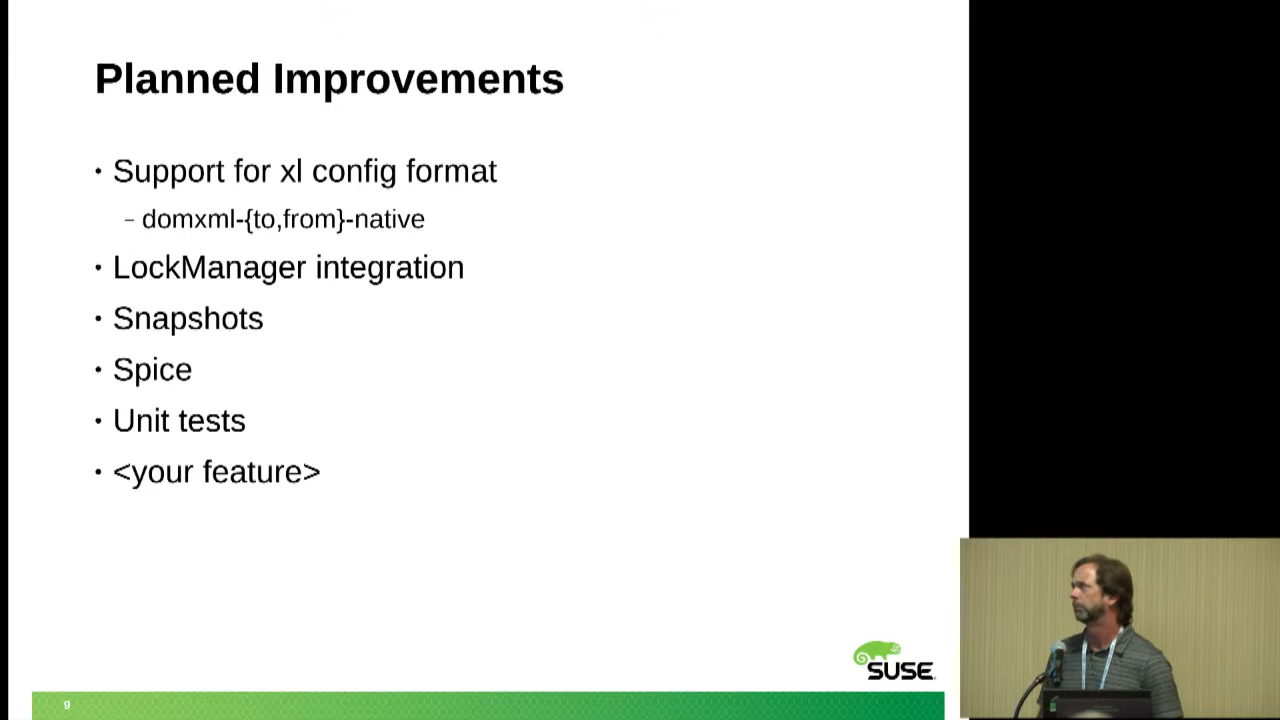 Planned Improvements
• Support for xl config format
– domxml-{to,from}-native
• LockManager integration
• Snapshots
• Spice
• Unit tests
• <your feature>
SUSE
9